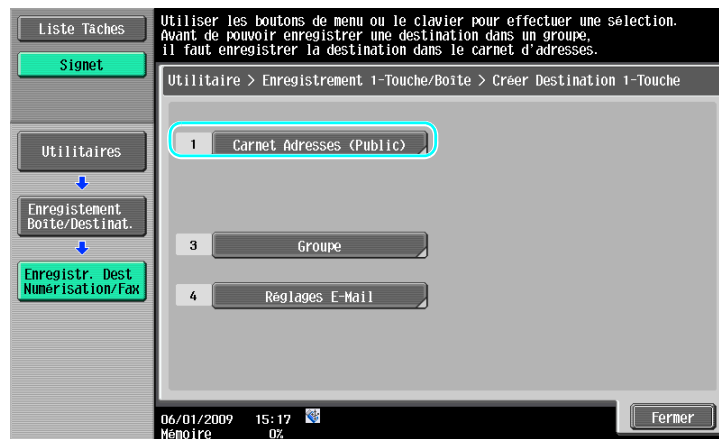 Liste Tâches
Signet
Utiliser les boutons de menu ou le clavier pour effectuer une sélection.
Avant de pouvoir enregistrer une destination dans un groupe,
il faut enregistrer la destination dans le carnet d'adresses.
Utilitaire > Enregistrement 1-Touche/Boîte > Créer Destination 1-Touche
Utilitaires
Enregistement
Boîte/Destinat.
Enregistr. Dest
Numérisation/Fax
1 Carnet Adresses (Public)
3 Groupe
4 Réglages E-Mail
06/01/2009 15:17
Mémoire 0%
Fermer